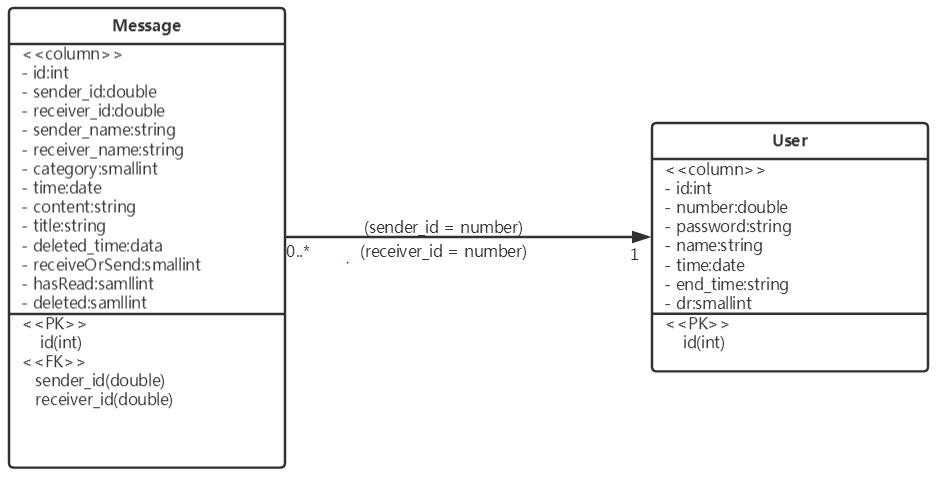 Message
<<column>>
- id:int
- sender_id:double
- receiver_id:double
- sender_name:string
- receiver_name:string
- category:smallint
- time:date
- content:string
- title:string
- deleted_time:data
- receiveOrSend:smallint
- hasRead:samllint
- deleted:samllint
<<PK>>
id(int)
<<FK>>
sender_id(double)
receiver_id(double)
(sender_id = number)
0..*
(receiver_id = number)
1
User
<<column>>
- id:int
- number:double
- password:string
- name:string
- time:date
- end_time:string
- dr:smallint
<<PK>>
id(int)